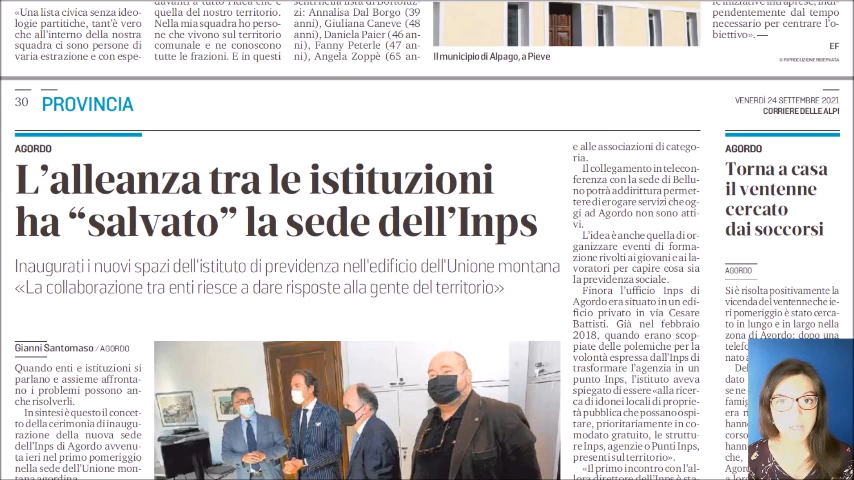 «Una lista civica senza ideo-
logie partitiche, tant'è vero
che all'interno della nostra
squadra ci sono persone di
varia estrazione e con espe-
quella del nostro territorio.
Nella mia squadra ho perso-
ne che vivono sul territorio
comunale e ne conoscono
tutte le frazioni. E in questi
zi: Annalisa Dal Borgo (39
anni), Giuliana Caneve (48
anni), Daniela Paier (46 an-
ni), Fanny Peterle (47 an-
ni), Angela Zoppè (65 an-
Il municipio di Alpago, a Pieve
pendentemente dal tempo
necessario per centrare l'o-
biettivo». —
EF
© RIPRODUZIONE RISERVATA
30 PROVINCIA
VENERDÌ 24 SETTEMBRE 2021
CORRIERE DELLE ALPI
AGORDO
L'alleanza tra le istituzioni
ha “salvato” la sede dell'Inps
Inaugurati i nuovi spazi dell'istituto di previdenza nell'edificio dell'Unione montana
«La collaborazione tra enti riesce a dare risposte alla gente del territorio»
Gianni Santomaso / AGORDO
Quando enti e istituzioni si
parlano e assieme affronta-
no i problemi possono an-
che risolverli.
In sintesi è questo il concet-
to della cerimonia di inaugu-
razione della nuova sede
dell'Inps di Agordo avvenu-
ta ieri nel primo pomeriggio
nella sede dell'Unione mon-
tana agordina.
e alle associazioni di catego-
ria.
Il collegamento in telecon-
ferenza con la sede di Bellu-
no potrà addirittura permet-
tere di erogare servizi che og-
gi ad Agordo non sono atti-
vi.
L'idea è anche quella di or-
ganizzare eventi di forma-
zione rivolti ai giovani e ai la-
voratori per capire cosa sia
la previdenza sociale.
Finora l'ufficio Inps di
Agordo era situato in un edi-
ficio privato in via Cesare
Battisti. Già nel febbraio
2018, quando erano scop-
piate delle polemiche per la
volontà espressa dall'Inps di
trasformare l'agenzia in un
punto Inps, l'istituto aveva
spiegato di essere «alla ricer-
ca di idonei locali di proprie-
tà pubblica che possano ospi-
tare, prioritariamente in co-
modato gratuito, le struttu-
re Inps, agenzie o Punti Inps,
presenti sul territorio».
«Il primo incontro con l'al-
lora direttore dell'Inps è sta-
AGORDO
Torna a casa
il ventenne
cercato
dai soccorsi
AGORDO
Si è risolta positivamente la
vicenda del ventenne che ie-
ri pomeriggio è stato cerca-
to in lungo e in largo nella
zona di Agordo: dopo una